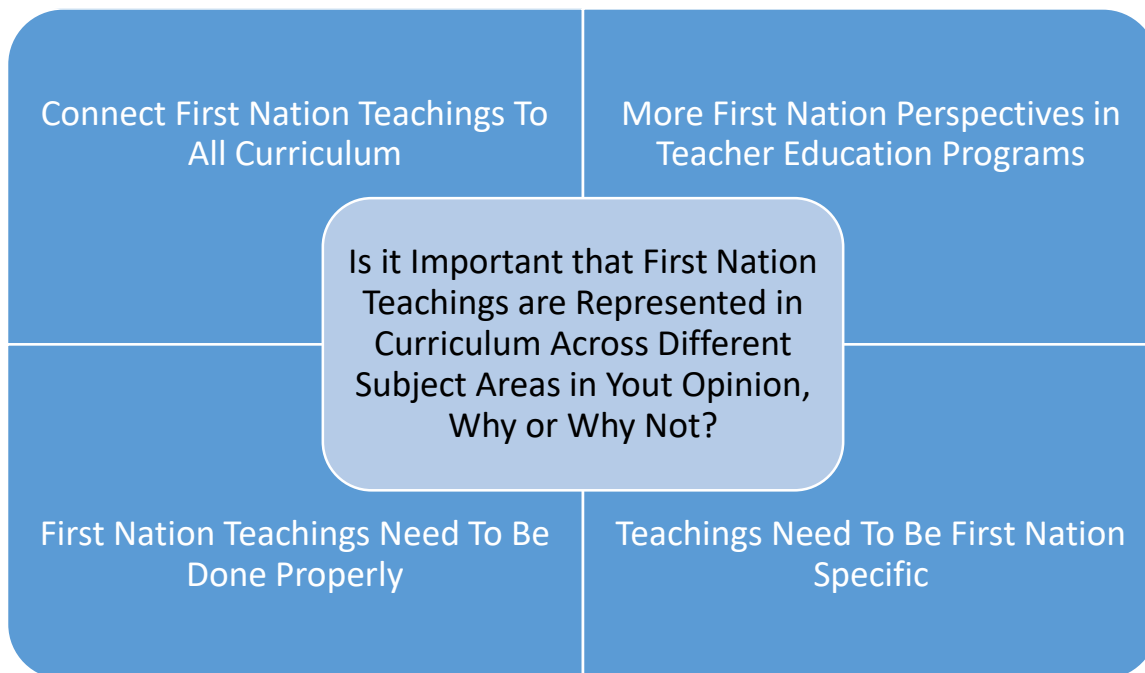 Connect First Nation Teachings To
All Curriculum
More First Nation Perspectives in
Teacher Education Programs
Is it Important that First Nation
Teachings are Represented in
Curriculum Across Different
Subject Areas in Yout Opinion,
Why or Why Not?
First Nation Teachings Need To Be
Done Properly
Teachings Need To Be First Nation
Specific